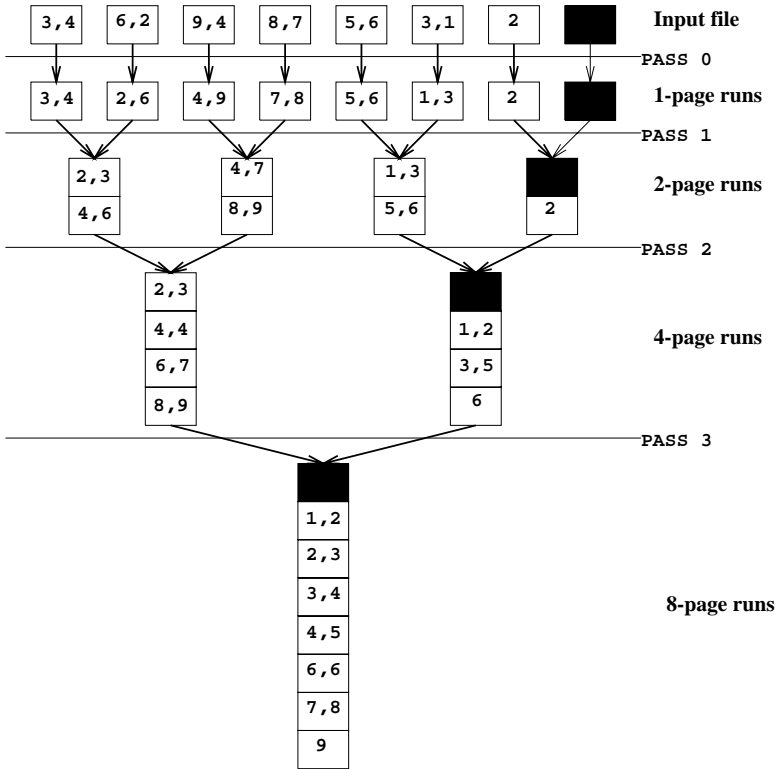 3,4 6,2 9,4 8,7 5,6 3,1 2 Input file
PASS 0
3,4 2,6 4,9 7,8 5,6 1,3 2 1-page runs
PASS 1
2,3 4,7 1,3 2-page runs
4,6 8,9 5,6 2
PASS 2
2,3
4,4 1,2 4-page runs
6,7 3,5
8,9 6
PASS 3
1,2
2,3
3,4
4,5 8-page runs
6,6
7,8
9